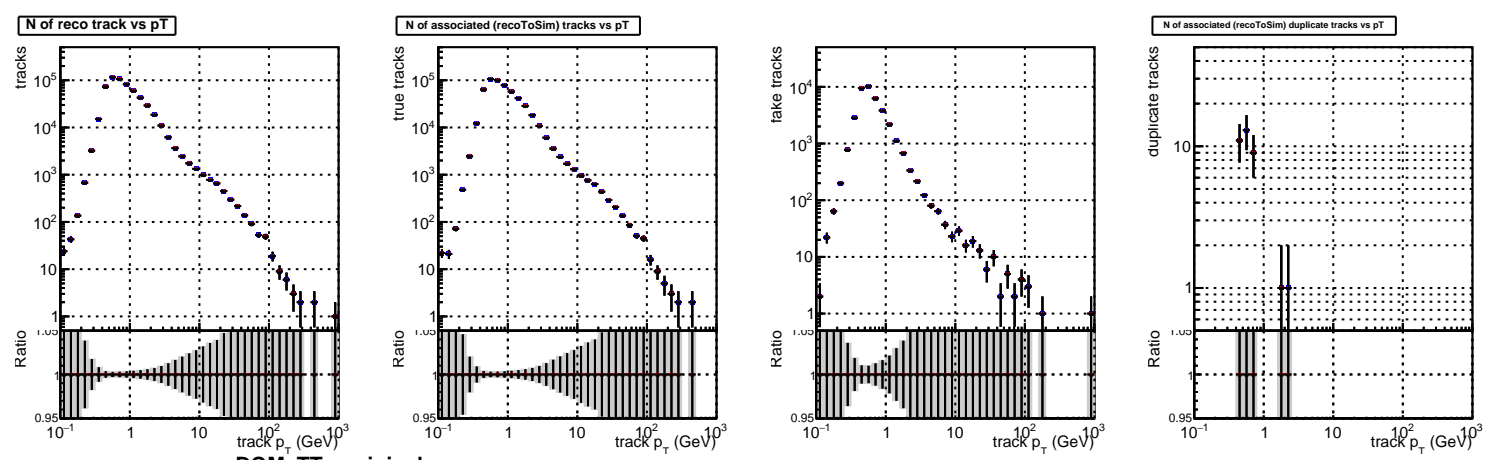 N of reco track vs pT
tracks
10^5
10^4
10^3
10^2
10
1
Ratio
1.05
1
0.95
10^−1 1 10 10^2 10^3
track p_T (GeV)
N of associated (recoToSim) tracks vs pT
true tracks
10^5
10^4
10^3
10^2
10
1
Ratio
1.05
1
0.95
10^−1 1 10 10^2 10^3
track p_T (GeV)
fake tracks
10^4
10^3
10^2
10
1
Ratio
1.05
1
0.95
10^−1 1 10 10^2 10^3
track p_T (GeV)
N of associated (recoToSim) duplicate tracks vs pT
duplicate tracks
10
1
Ratio
1.05
1
0.95
10^−1 1 10 10^2 10^3
track p_T (GeV)